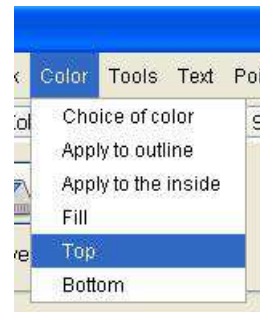 Color Tools Text
Choice of color
Apply to outline
Apply to the inside
Fill
Top
Bottom